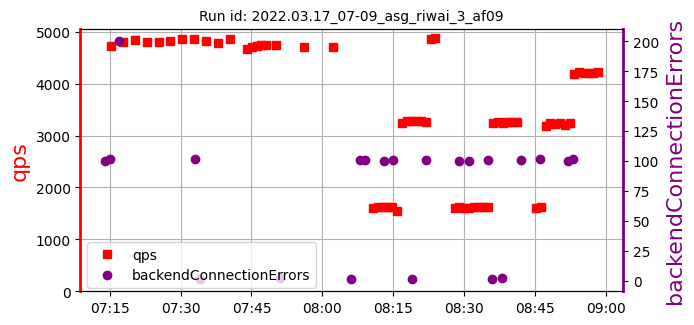 Run id: 2022.03.17_07-09_asg_riwai_3_af09
5000
4000
3000
2000
1000
0
qps
200
175
150
125
100
75
50
25
0
backendConnectionErrors
qps
backendConnectionErrors
07:15 07:30 07:45 08:00 08:15 08:30 08:45 09:00